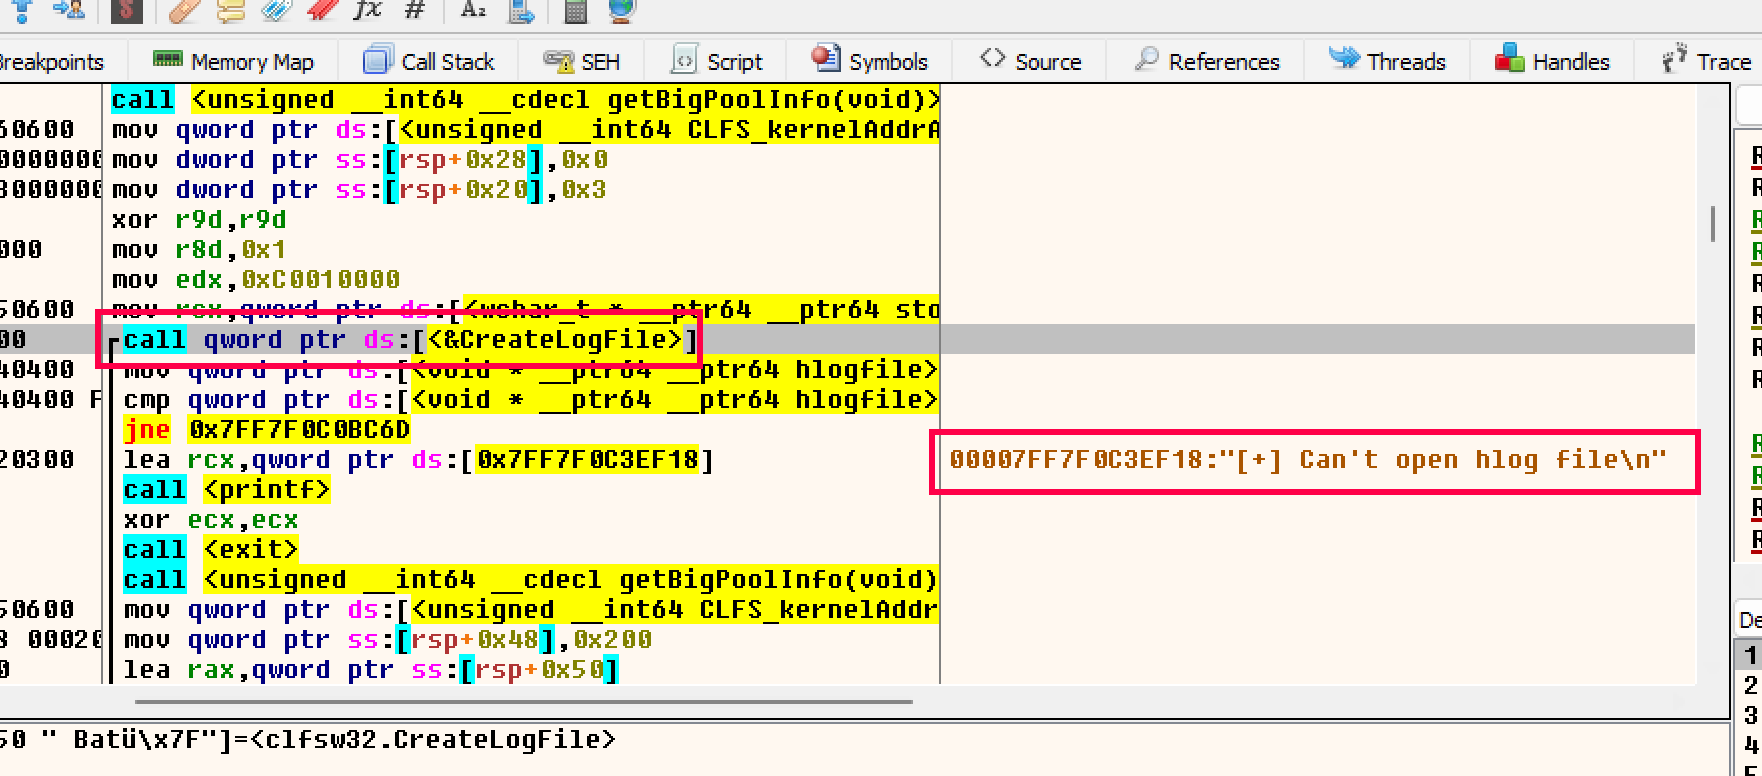 fx # Az
Breakpoints Memory Map Call Stack SEH Script Symbols Source References Threads Handles Trace
call <unsigned __int64 __cdecl getBigPoolInfo(void)>
60600 mov qword ptr ds:[<unsigned __int64 CLFS_kernelAddrA
0000000 mov dword ptr ss:[rsp+0x28],0x0
3000000 mov dword ptr ss:[rsp+0x20],0x3
xor r9d,r9d
000 mov r8d,0x1
mov edx,0xC0010000
50600 mov rcx,qword ptr ds:[<wchar_t * __ptr64 __ptr64 sto
00 call qword ptr ds:[<&CreateLogFile>]
40400 mov qword ptr ds:[<void * __ptr64 __ptr64 hlogfile>
40400 F cmp qword ptr ds:[<void * __ptr64 __ptr64 hlogfile>
jne 0x7FF7F0C0BC6D
20300 lea rcx,qword ptr ds:[0x7FF7F0C3EF18] 00007FF7F0C3EF18:"[+] Can't open hlog file\n"
call <printf>
xor ecx,ecx
call <exit>
call <unsigned __int64 __cdecl getBigPoolInfo(void)
50600 mov qword ptr ds:[<unsigned __int64 CLFS_kernelAddr
8 00020 mov qword ptr ss:[rsp+0x48],0x200
0 lea rax,qword ptr ss:[rsp+0x50]
50 " Batü\x7F"]=<clfsw32.CreateLogFile>
De
1
2
3
4